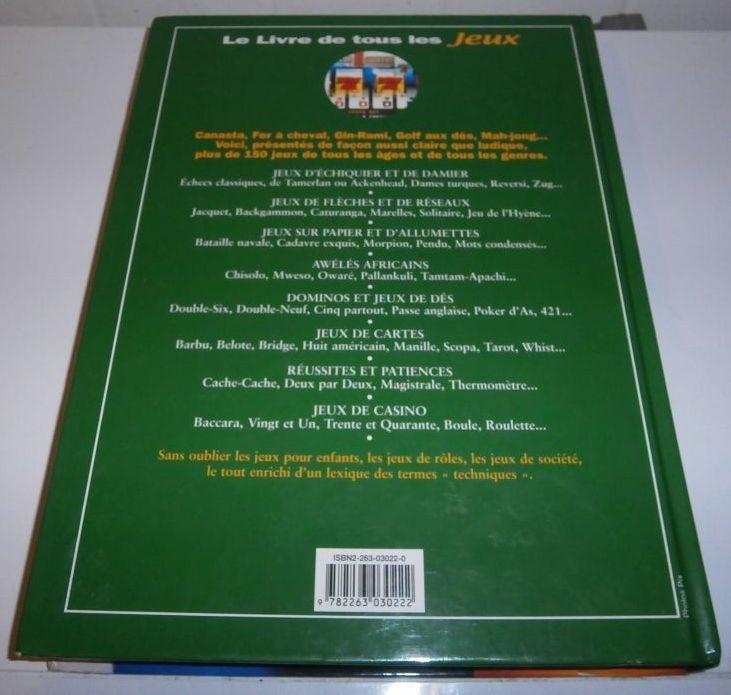 Le Livre de tous les Jeux
Canasta, Fer à cheval, Gin-Rami, Golf aux dés, Mah-jong...
Voici, présentés de façon aussi claire que ludique,
plus de 150 jeux de tous les âges et de tous les genres.
JEUX D'ÉCHIQUIER ET DE DAMIER
Échecs classiques, de Tamerlan ou Ackenhead, Dames turques, Reversi, Zug...
•
JEUX DE FLÈCHES ET DE RÉSEAUX
Jacquet, Backgammon, Caturanga, Marelles, Solitaire, Jeu de l'Hyène...
•
JEUX SUR PAPIER ET D'ALLUMETTES
Bataille navale, Cadavre exquis, Morpion, Pendu, Mots condensés...
•
AWÉLÉS AFRICAINS
Chisolo, Mweso, Owaré, Pallankuli, Tamtam-Apachi...
•
DOMINOS ET JEUX DE DÉS
Double-Six, Double-Neuf, Cinq partout, Passe anglaise, Poker d'As, 421...
•
JEUX DE CARTES
Barbu, Belote, Bridge, Huit américain, Manille, Scopa, Tarot, Whist...
•
RÉUSSITES ET PATIENCES
Cache-Cache, Deux par Deux, Magistrale, Thermomètre...
•
JEUX DE CASINO
Baccara, Vingt et Un, Trente et Quarante, Boule, Roulette...
•
Sans oublier les jeux pour enfants, les jeux de rôles, les jeux de société,
le tout enrichi d'un lexique des termes « techniques ».
ISBN2-263-03022-0
9 782263 030222